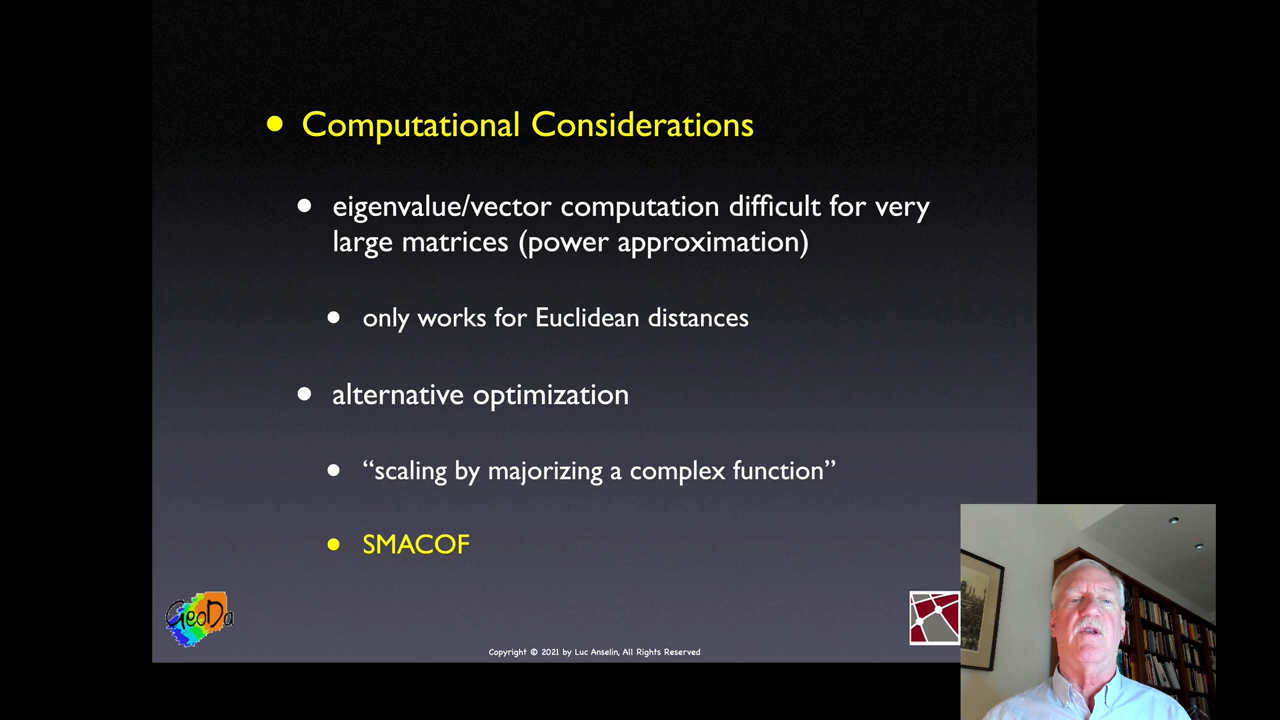 Computational Considerations
eigenvalue/vector computation difficult for very
large matrices (power approximation)
only works for Euclidean distances
alternative optimization
“scaling by majorizing a complex function”
SMACOF
GeoDa
Copyright © 2021 by Luc Anselin, All Rights Reserved